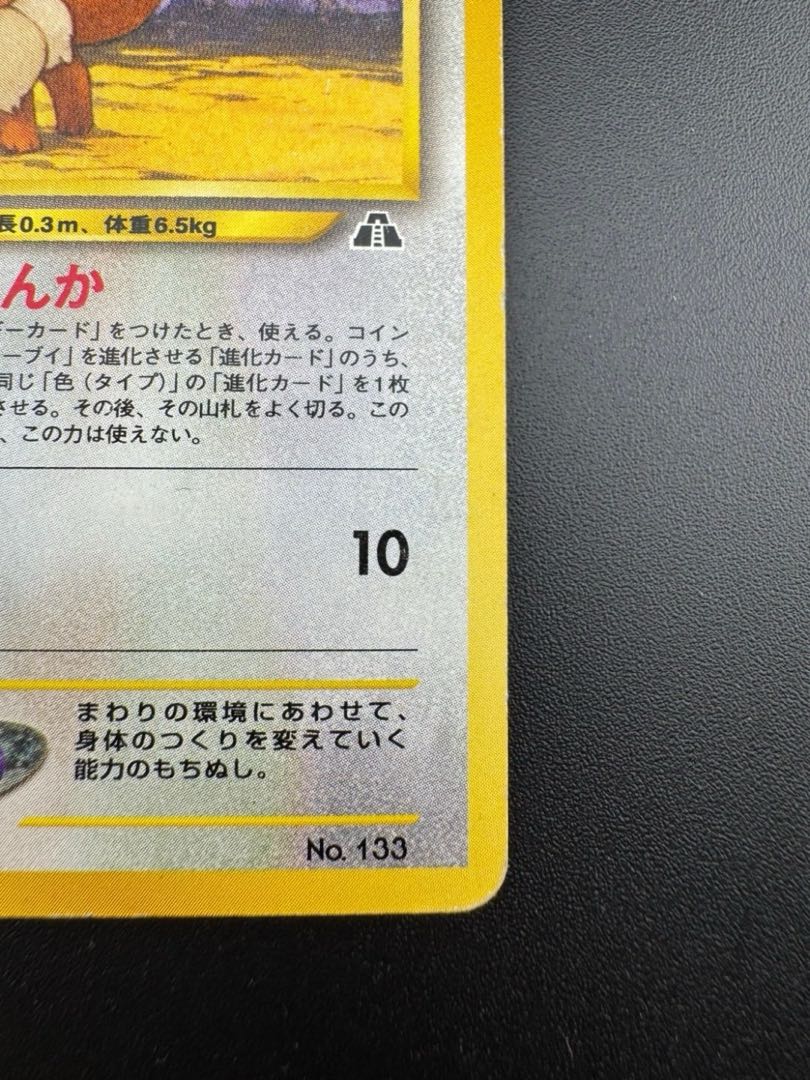 長0.3m、体重6.5kg
んか
ーカード」をつけたとき、使える。コイン
ーブイ」を進化させる「進化カード」のうち、
同じ「色（タイプ）」の「進化カード」を1枚
させる。その後、その山札をよく切る。この
、この力は使えない。
10
まわりの環境にあわせて、
身体のつくりを変えていく
能力のもちぬし。
No. 133